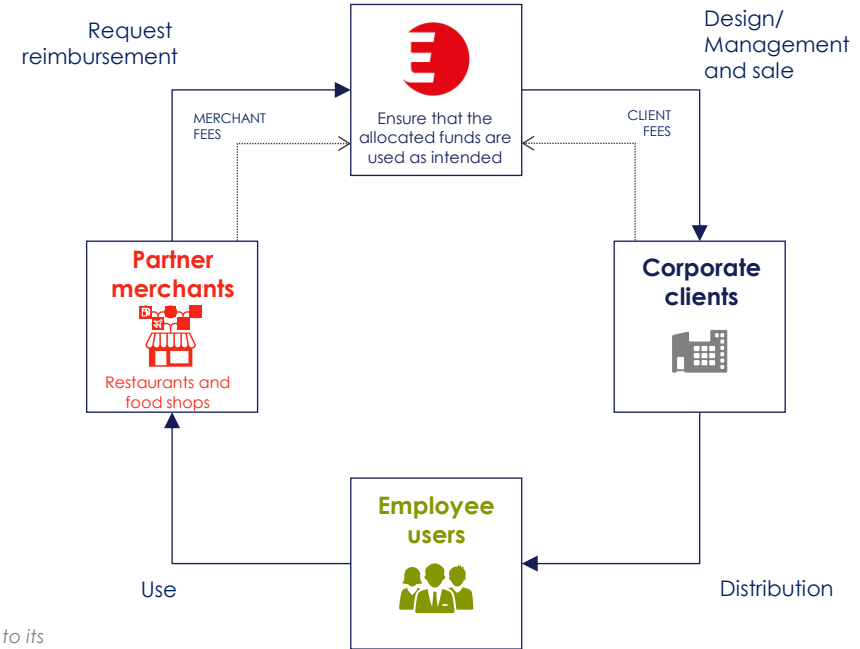 Request
reimbursement
Design/
Management
and sale
E
Ensure that the
allocated funds are
used as intended
MERCHANT
FEES
CLIENT
FEES
Partner
merchants
Restaurants and
food shops
Corporate
clients
Employee
users
Use
Distribution
to its